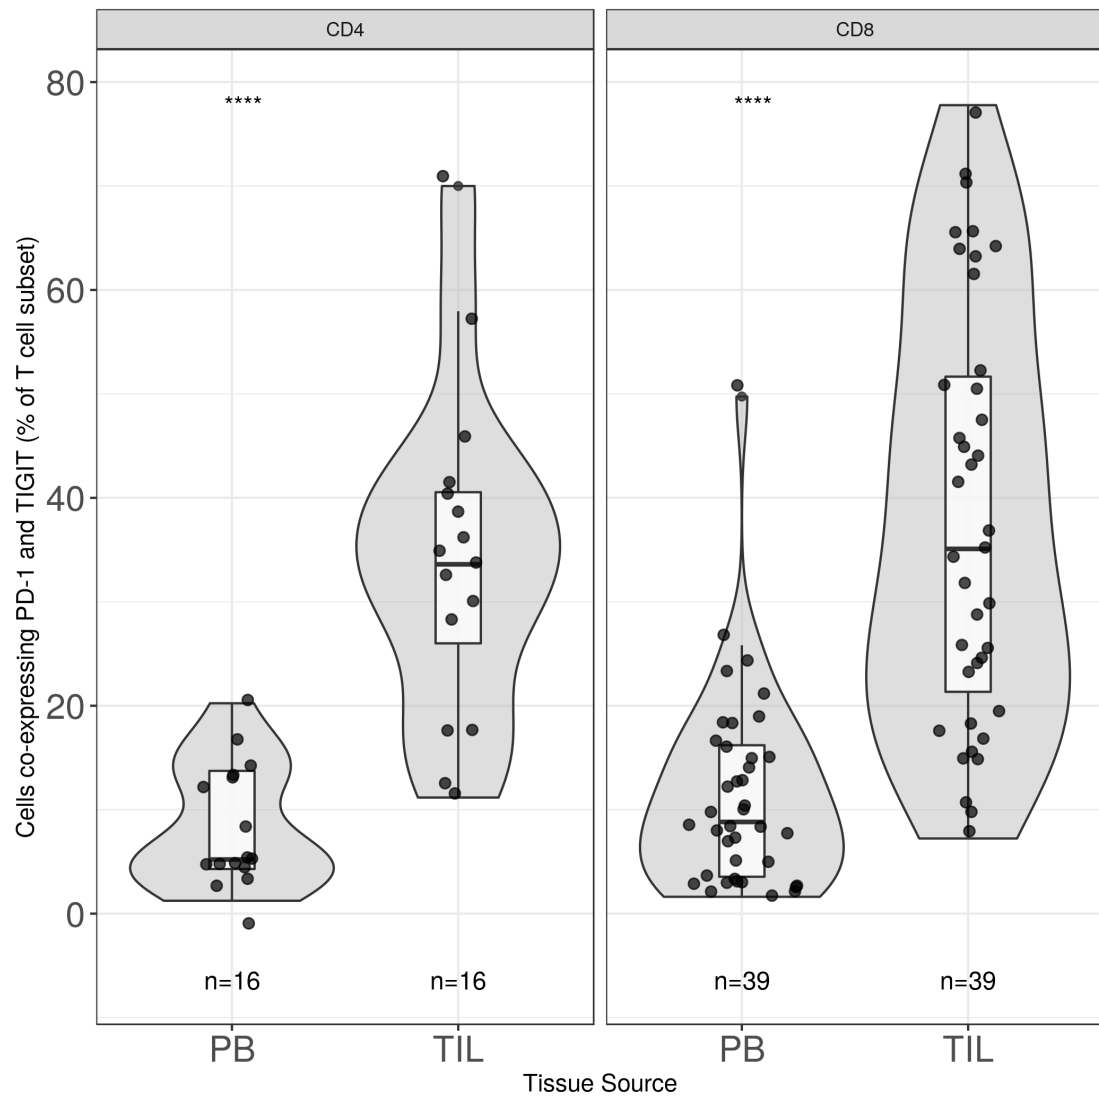 CD4
CD8
****
****
80
60
40
20
0
Cells co-expressing PD-1 and TIGIT (% of T cell subset)
n=16
n=16
n=39
n=39
PB
TIL
PB
TIL
Tissue Source